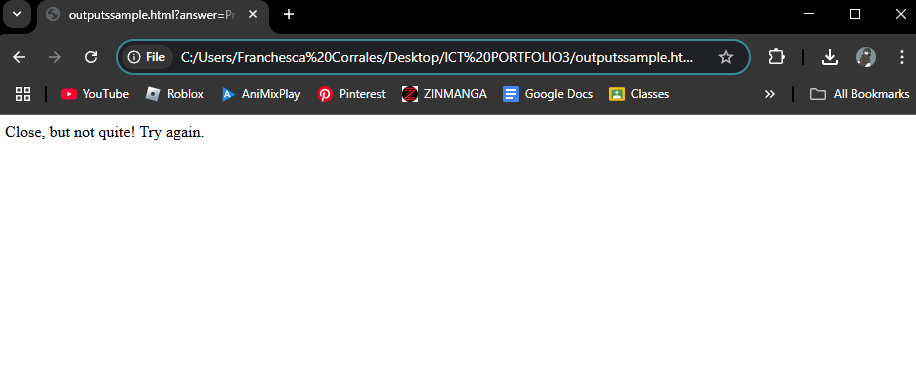 outputssample.html?answer=Pr
File
C:/Users/Franchesca%20Corrales/Desktop/ICT%20PORTFOLIO3/outputssample.ht...
YouTube
Roblox
AniMixPlay
Pinterest
ZINMANGA
Google Docs
Classes
All Bookmarks
Close, but not quite! Try again.